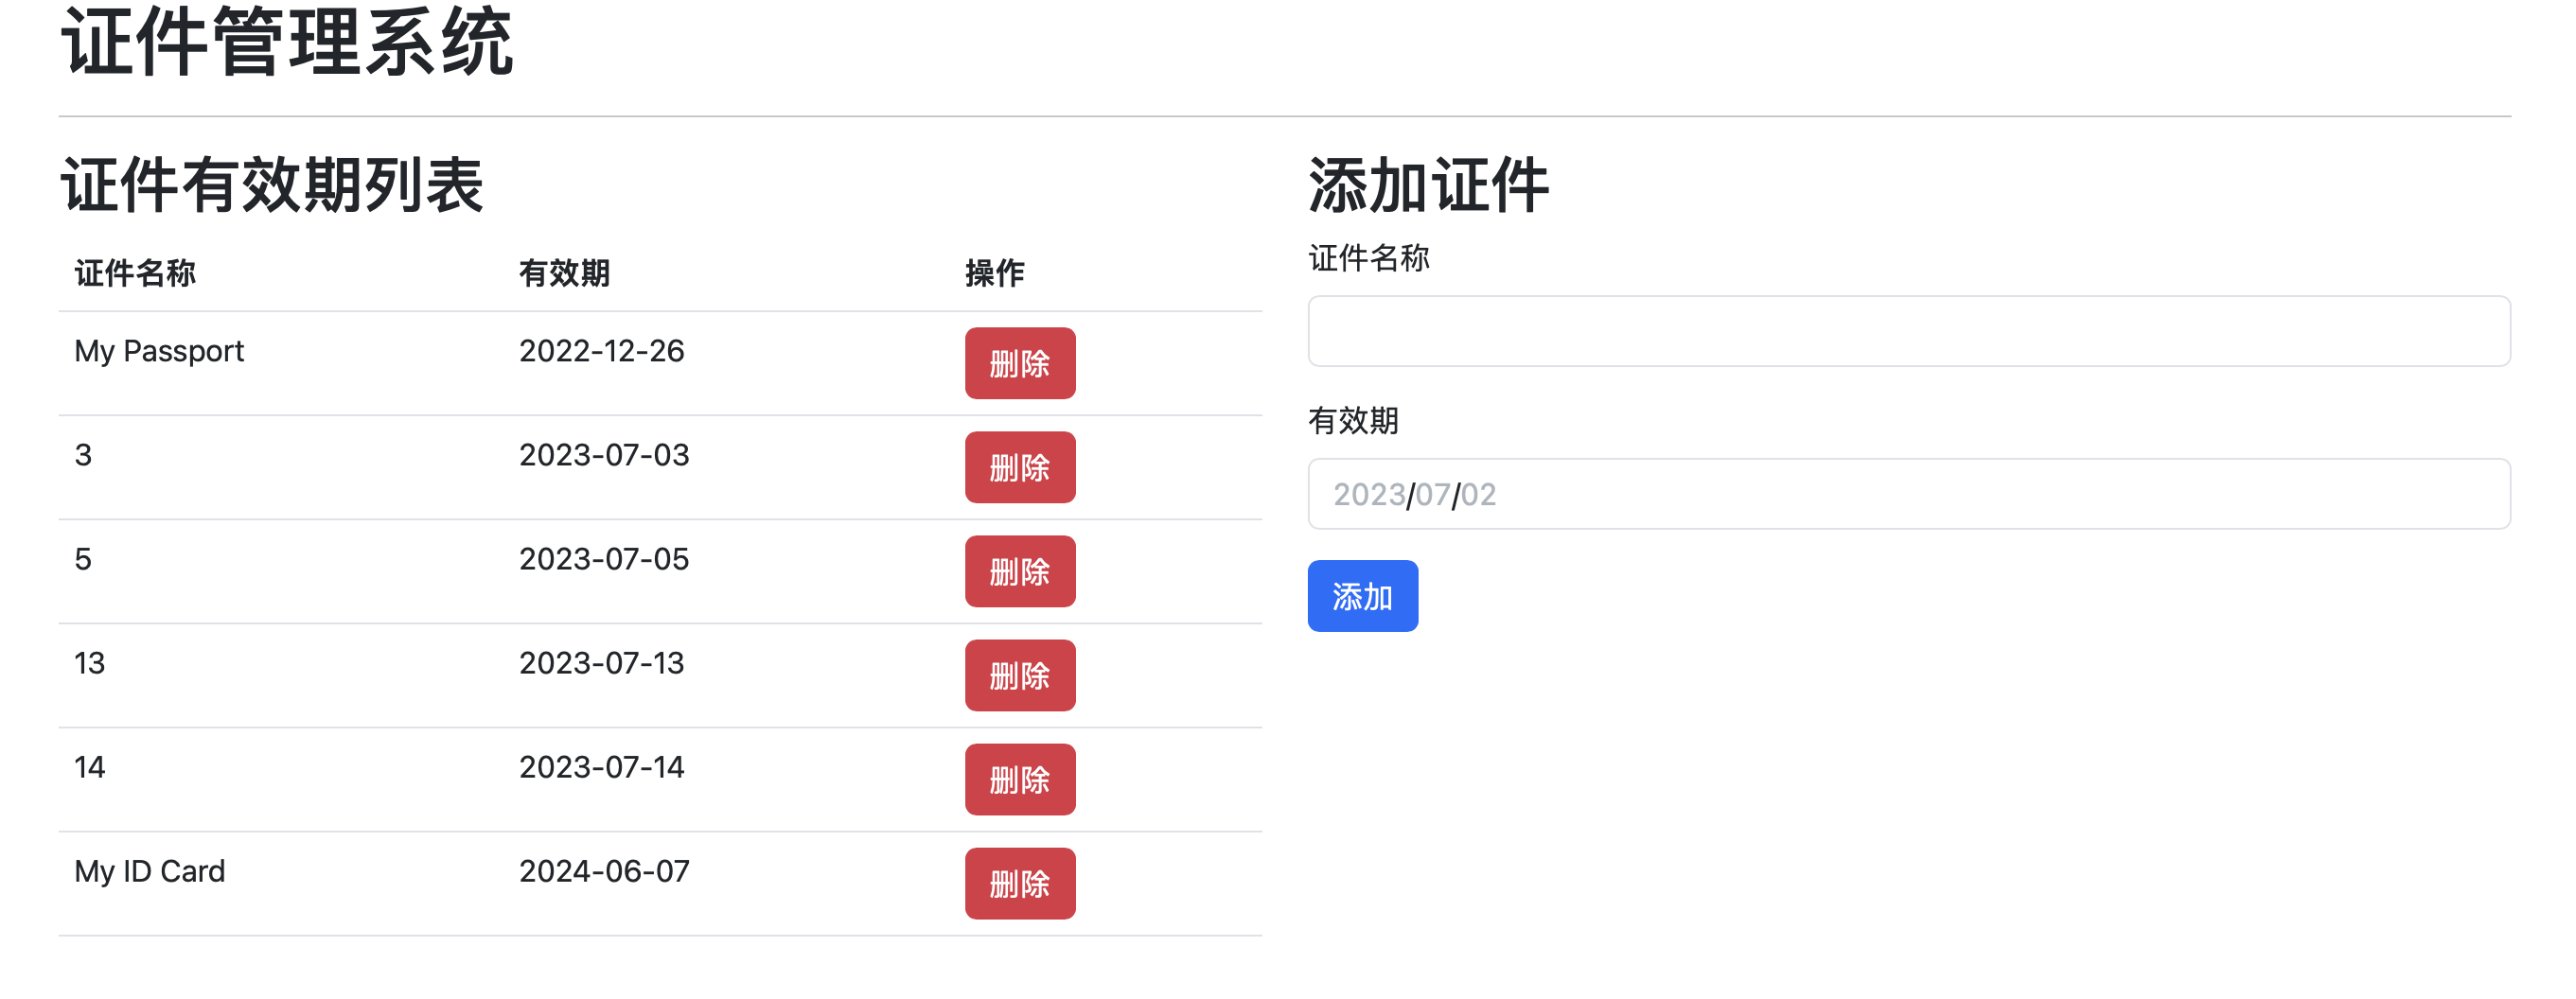 证件管理系统
证件有效期列表
证件名称 有效期 操作
My Passport 2022-12-26 删除
3 2023-07-03 删除
5 2023-07-05 删除
13 2023-07-13 删除
14 2023-07-14 删除
My ID Card 2024-06-07 删除
添加证件
证件名称
有效期
2023/07/02
添加